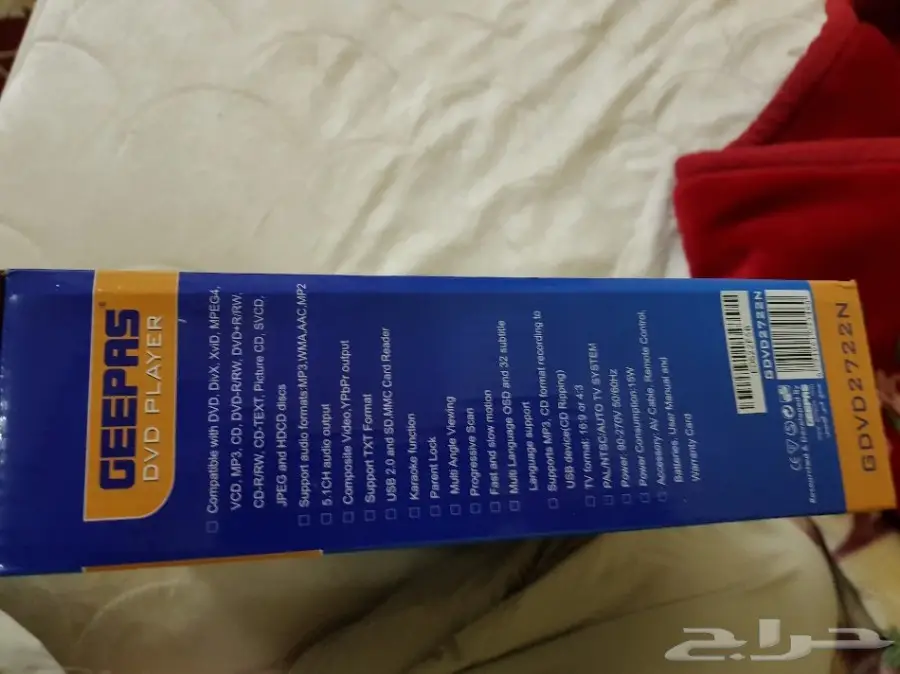 GEEPAS
DVD PLAYER
Compatible with DVD, DivX, XviD, MPEG4,
VCD, MP3, CD, DVD-R/RW, DVD+R/RW,
CD-R/RW, CD-TEXT, Picture CD, SVCD,
JPEG and HDCD discs
Support audio formats:MP3,WMA,AAC,MP2
5.1CH audio output
Composite Video,YPbPr output
Support TXT Format
USB 2.0 and SD,MMC Card Reader
Karaoke function
Parent Lock
Multi Angle Viewing
Progressive Scan
Fast and slow motion
Multi Language OSD and 32 subtitle
Language support
Supports MP3, CD format recording to
USB device(CD Ripping)
TV format: 16:9 or 4:3
PAL/NTSC/AUTO TV SYSTEM
Power: 90-270V 50/60Hz
Power Consumption:15W
Accessory: AV Cable, Remote Control,
Batteries, User Manual and
Warranty Card
GDVD2722N
GEEPAS
GDVD2722N
حراج